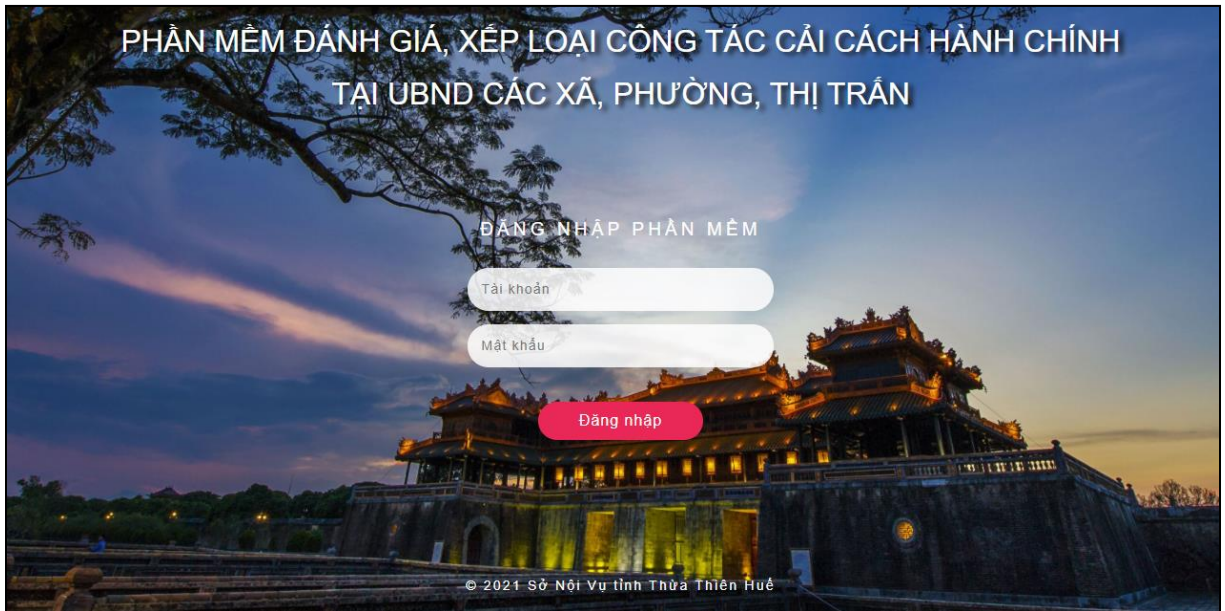 PHẦN MỀM ĐÁNH GIÁ, XẾP LOẠI CÔNG TÁC CẢI CÁCH HÀNH CHÍNH
TẠI UBND CÁC XÃ, PHƯỜNG, THỊ TRẤN
ĐĂNG NHẬP PHẦN MỀM
Tài khoản
Mật khẩu
Đăng nhập
© 2021 Sở Nội Vụ tỉnh Thừa Thiên Huế